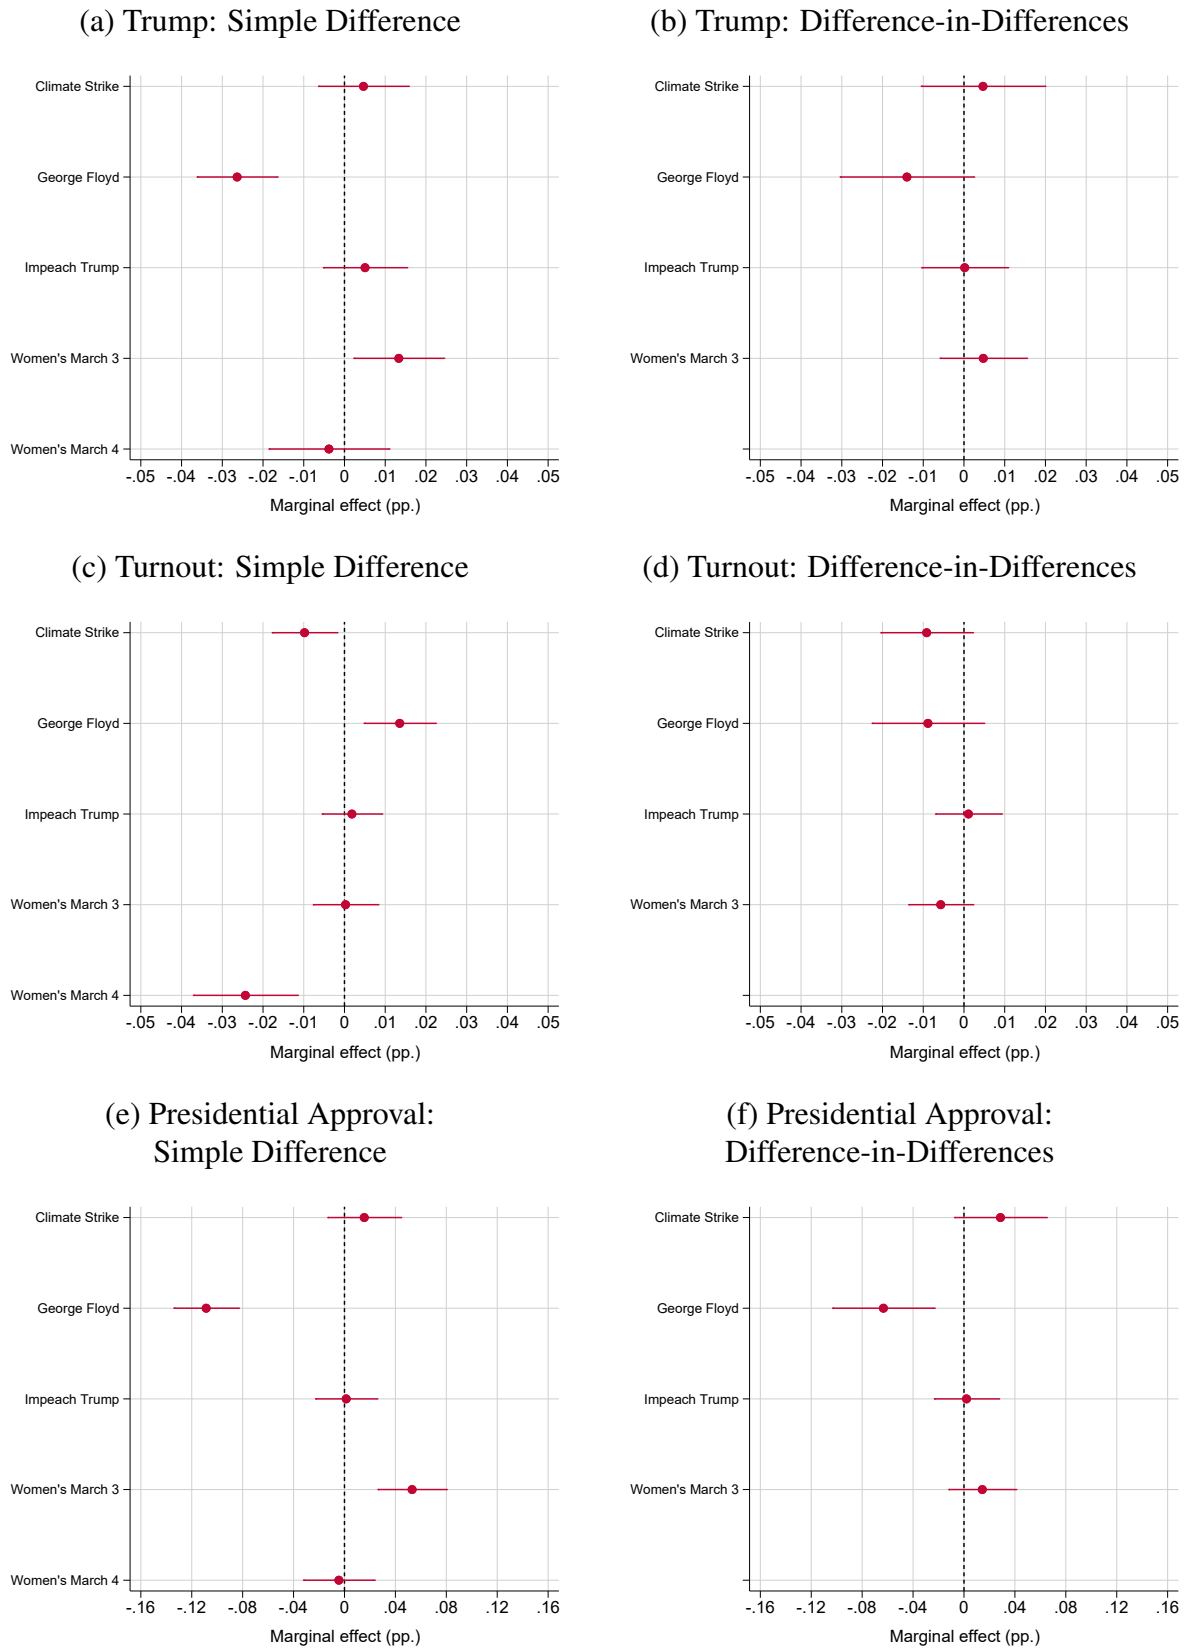 (a) Trump: Simple Difference
Climate Strike
George Floyd
Impeach Trump
Women's March 3
Women's March 4
-.05 -.04 -.03 -.02 -.01 0 .01 .02 .03 .04 .05
Marginal effect (pp.)
(b) Trump: Difference-in-Differences
Climate Strike
George Floyd
Impeach Trump
Women's March 3
-.05 -.04 -.03 -.02 -.01 0 .01 .02 .03 .04 .05
Marginal effect (pp.)
(c) Turnout: Simple Difference
Climate Strike
George Floyd
Impeach Trump
Women's March 3
Women's March 4
-.05 -.04 -.03 -.02 -.01 0 .01 .02 .03 .04 .05
Marginal effect (pp.)
(d) Turnout: Difference-in-Differences
Climate Strike
George Floyd
Impeach Trump
Women's March 3
-.05 -.04 -.03 -.02 -.01 0 .01 .02 .03 .04 .05
Marginal effect (pp.)
(e) Presidential Approval:
Simple Difference
Climate Strike
George Floyd
Impeach Trump
Women's March 3
Women's March 4
-.16 -.12 -.08 -.04 0 .04 .08 .12 .16
Marginal effect (pp.)
(f) Presidential Approval:
Difference-in-Differences
Climate Strike
George Floyd
Impeach Trump
Women's March 3
-.16 -.12 -.08 -.04 0 .04 .08 .12 .16
Marginal effect (pp.)